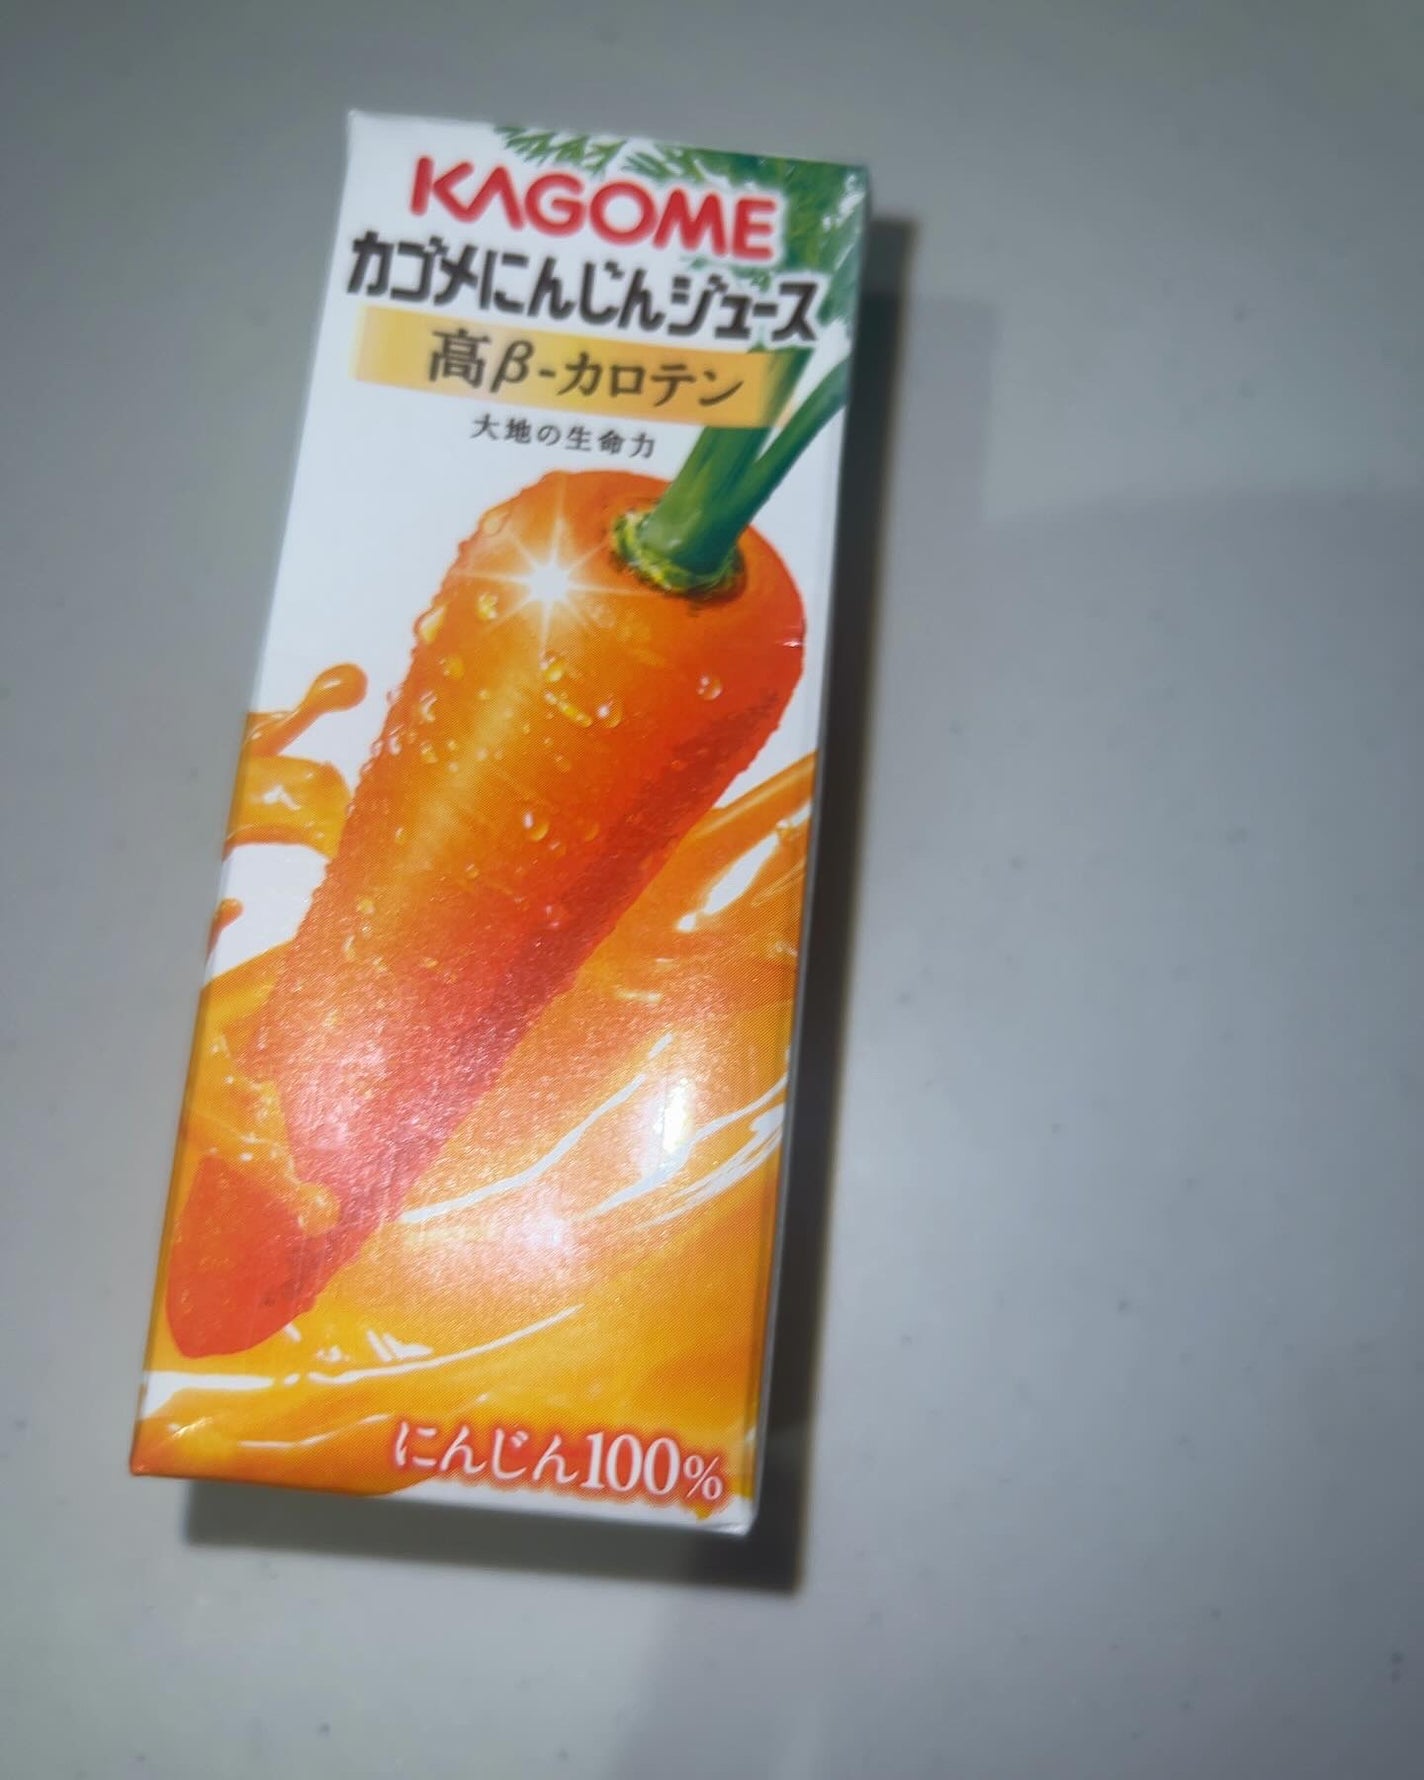 KAGOME
カゴメにんじんジュース
高β-カロテン
大地の生命力
にんじん100%